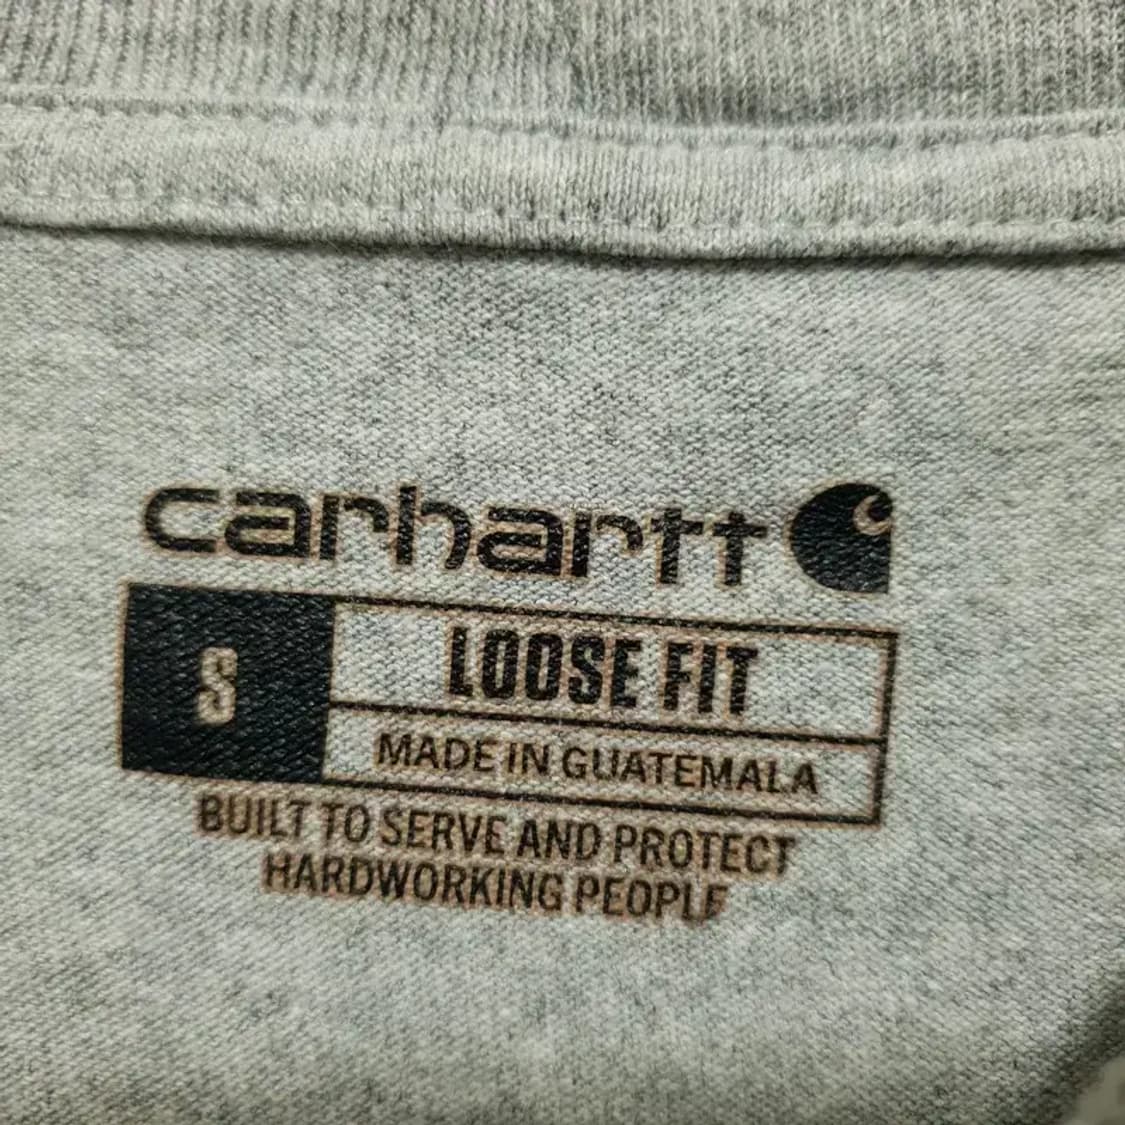 carhartt
S
LOOSE FIT
MADE IN GUATEMALA
BUILT TO SERVE AND PROTECT
HARDWORKING PEOPLE